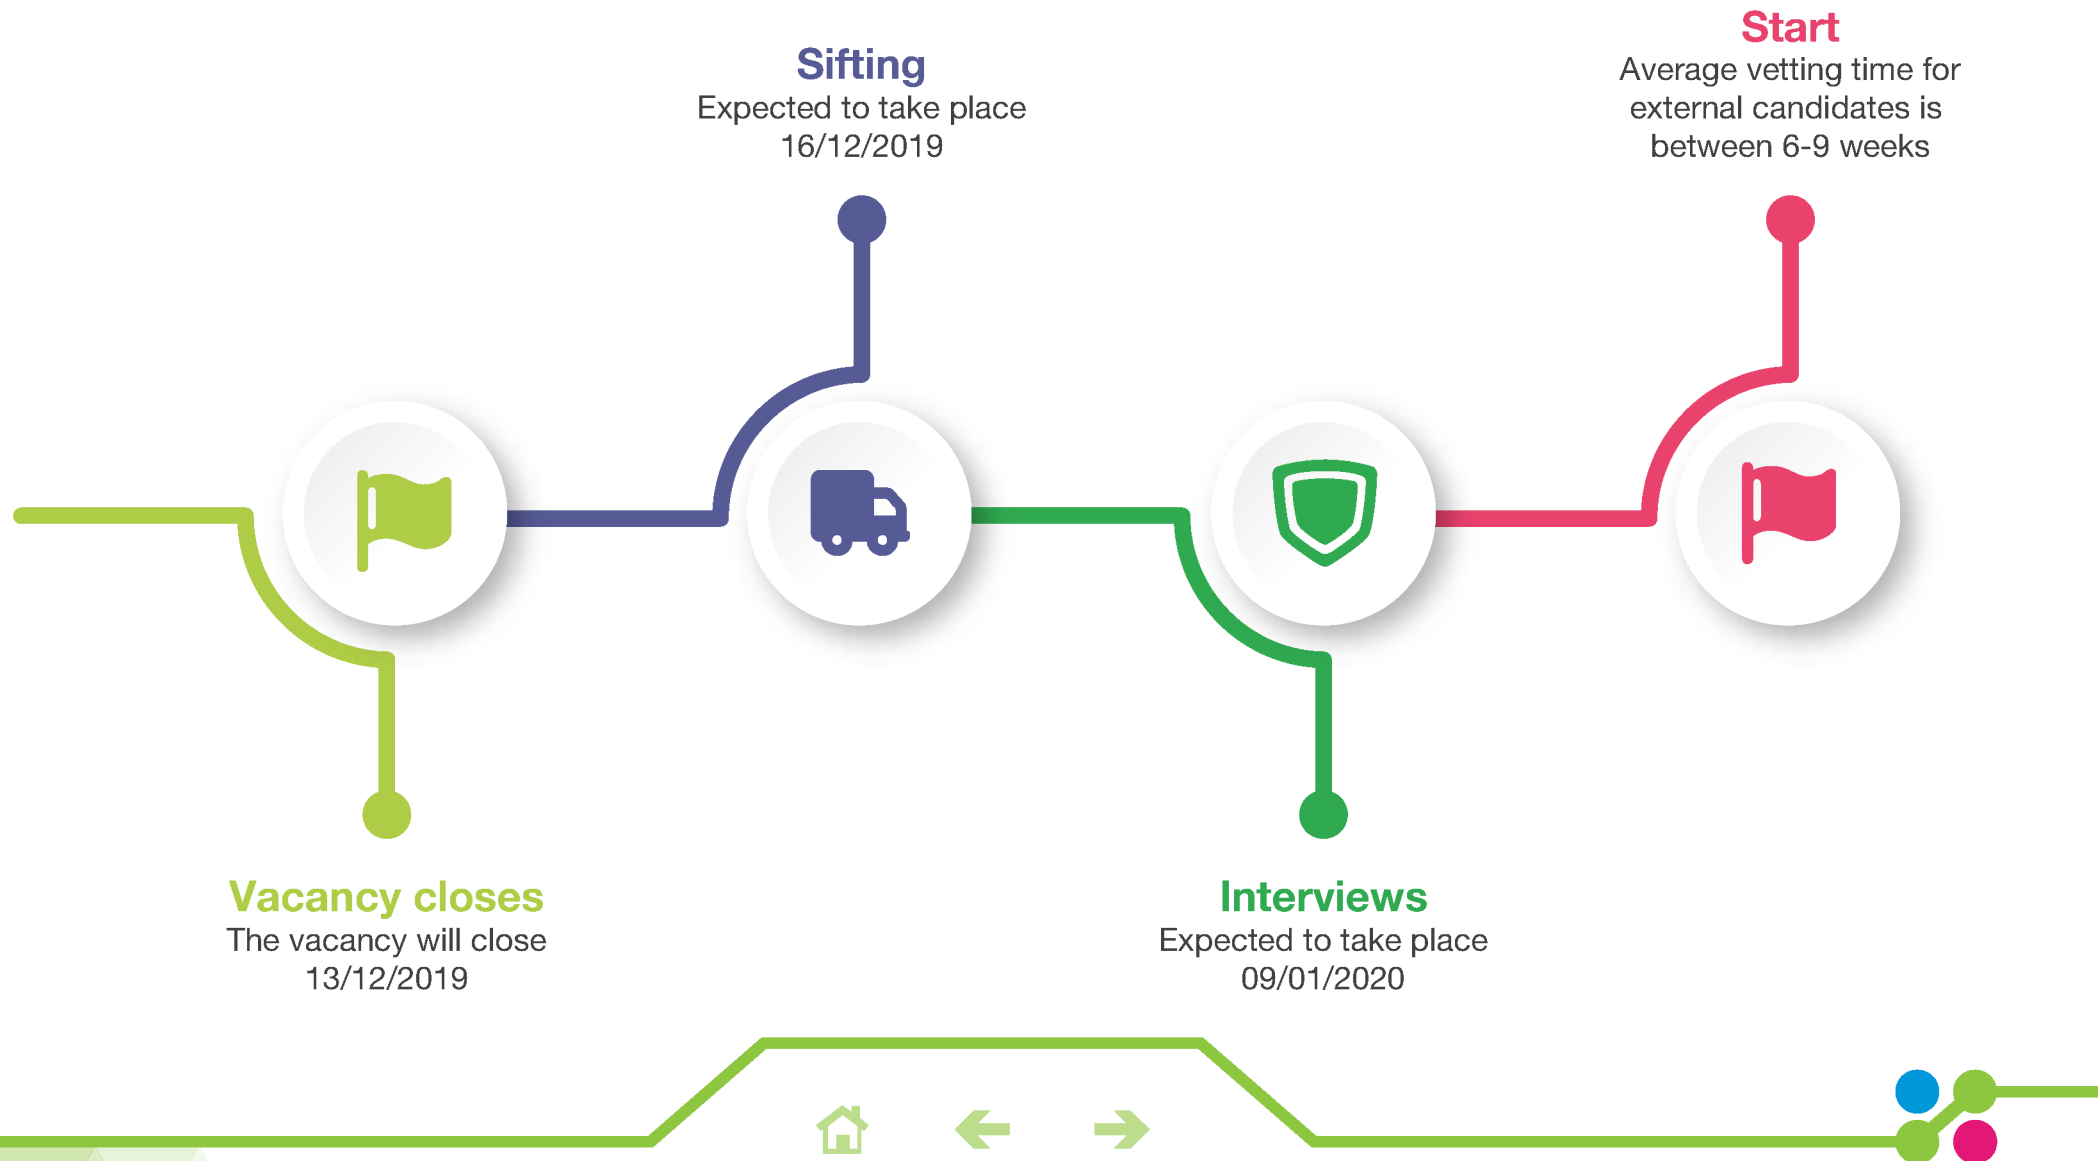 Vacancy closes
The vacancy will close
13/12/2019
Sifting
Expected to take place
16/12/2019
Interviews
Expected to take place
09/01/2020
Start
Average vetting time for
external candidates is
between 6-9 weeks